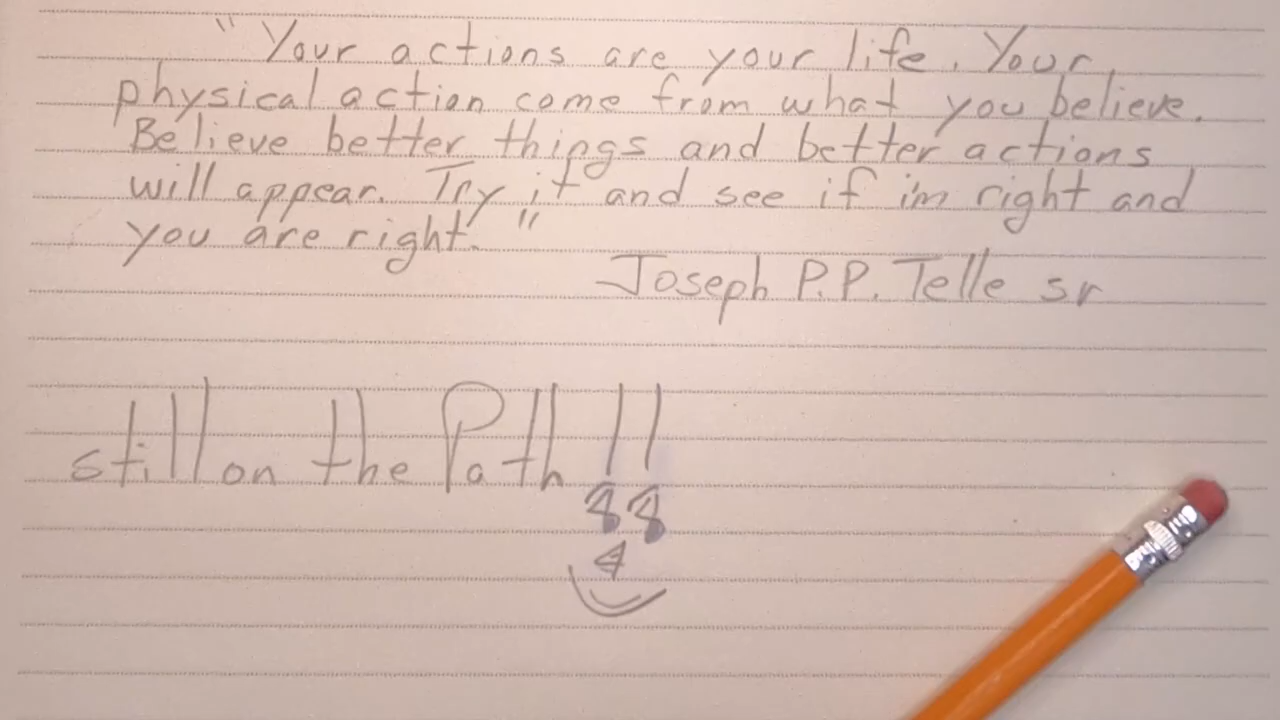 "Your actions are your life. Your
physical action come from what you believe.
Believe better things and better actions
will appear. Try it and see if i'm right and
you are right."
Joseph P.P. Telle sr
still on the Path !!